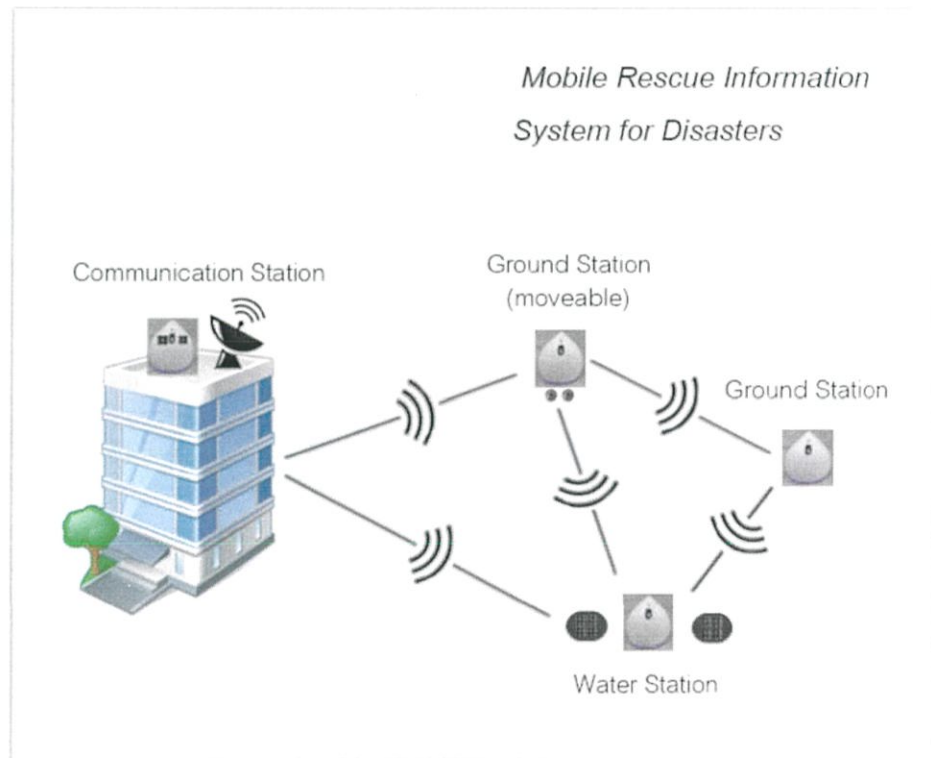 Mobile Rescue Information
System for Disasters
Communication Station
Ground Station
(moveable)
Ground Station
Water Station